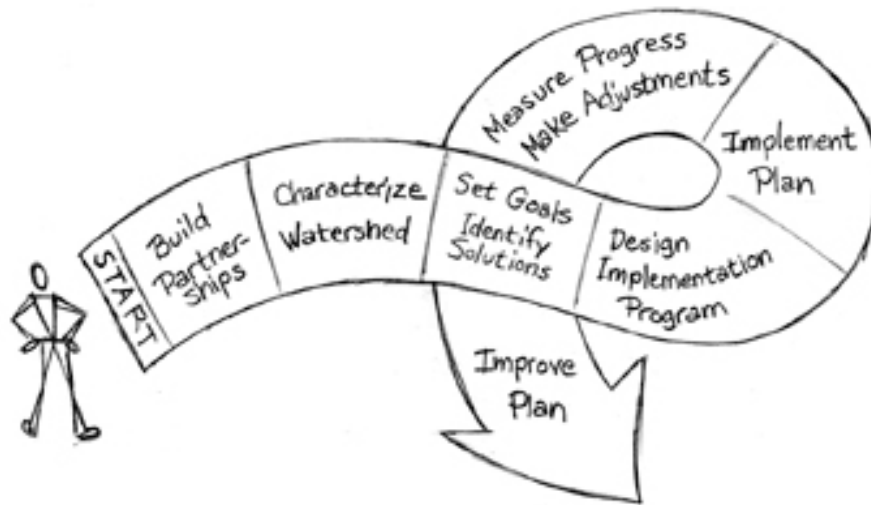 START
Build
Partner-
Ships
Characterize
Watershed
Set Goals
Identify
Solutions
Design
Implementation
Program
Implement
Plan
Measure Progress
Make Adjustments
Improve
Plan